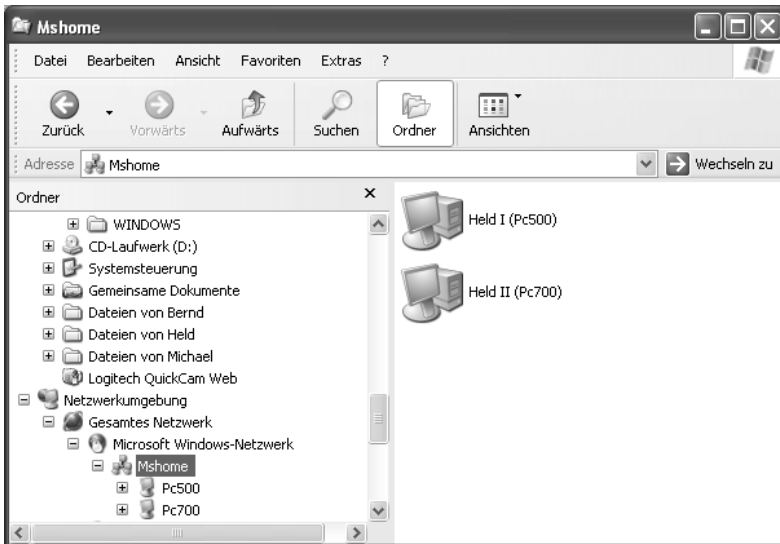 Mshome
Datei Bearbeiten Ansicht Favoriten Extras ?
Zurück Vorwärts Aufwärts Suchen Ordner Ansichten
Adresse Mshome Wechseln zu
Ordner
WINDOWS
CD-Laufwerk (D:)
Systemsteuerung
Gemeinsame Dokumente
Dateien von Bernd
Dateien von Held
Dateien von Michael
Logitech QuickCam Web
Netzwerkumgebung
Gesamtes Netzwerk
Microsoft Windows-Netzwerk
Mshome
Pc500
Pc700
Held I (Pc500)
Held II (Pc700)